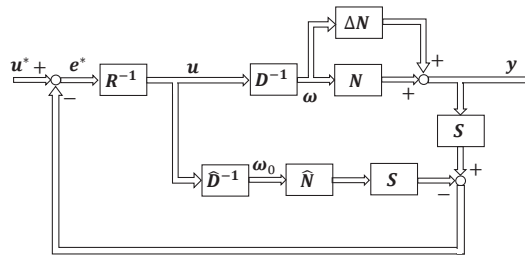 ΔN
u* + e* R⁻¹ u D⁻¹ ω N + + y
−
S
D̂⁻¹ ω₀ N̂ S − +